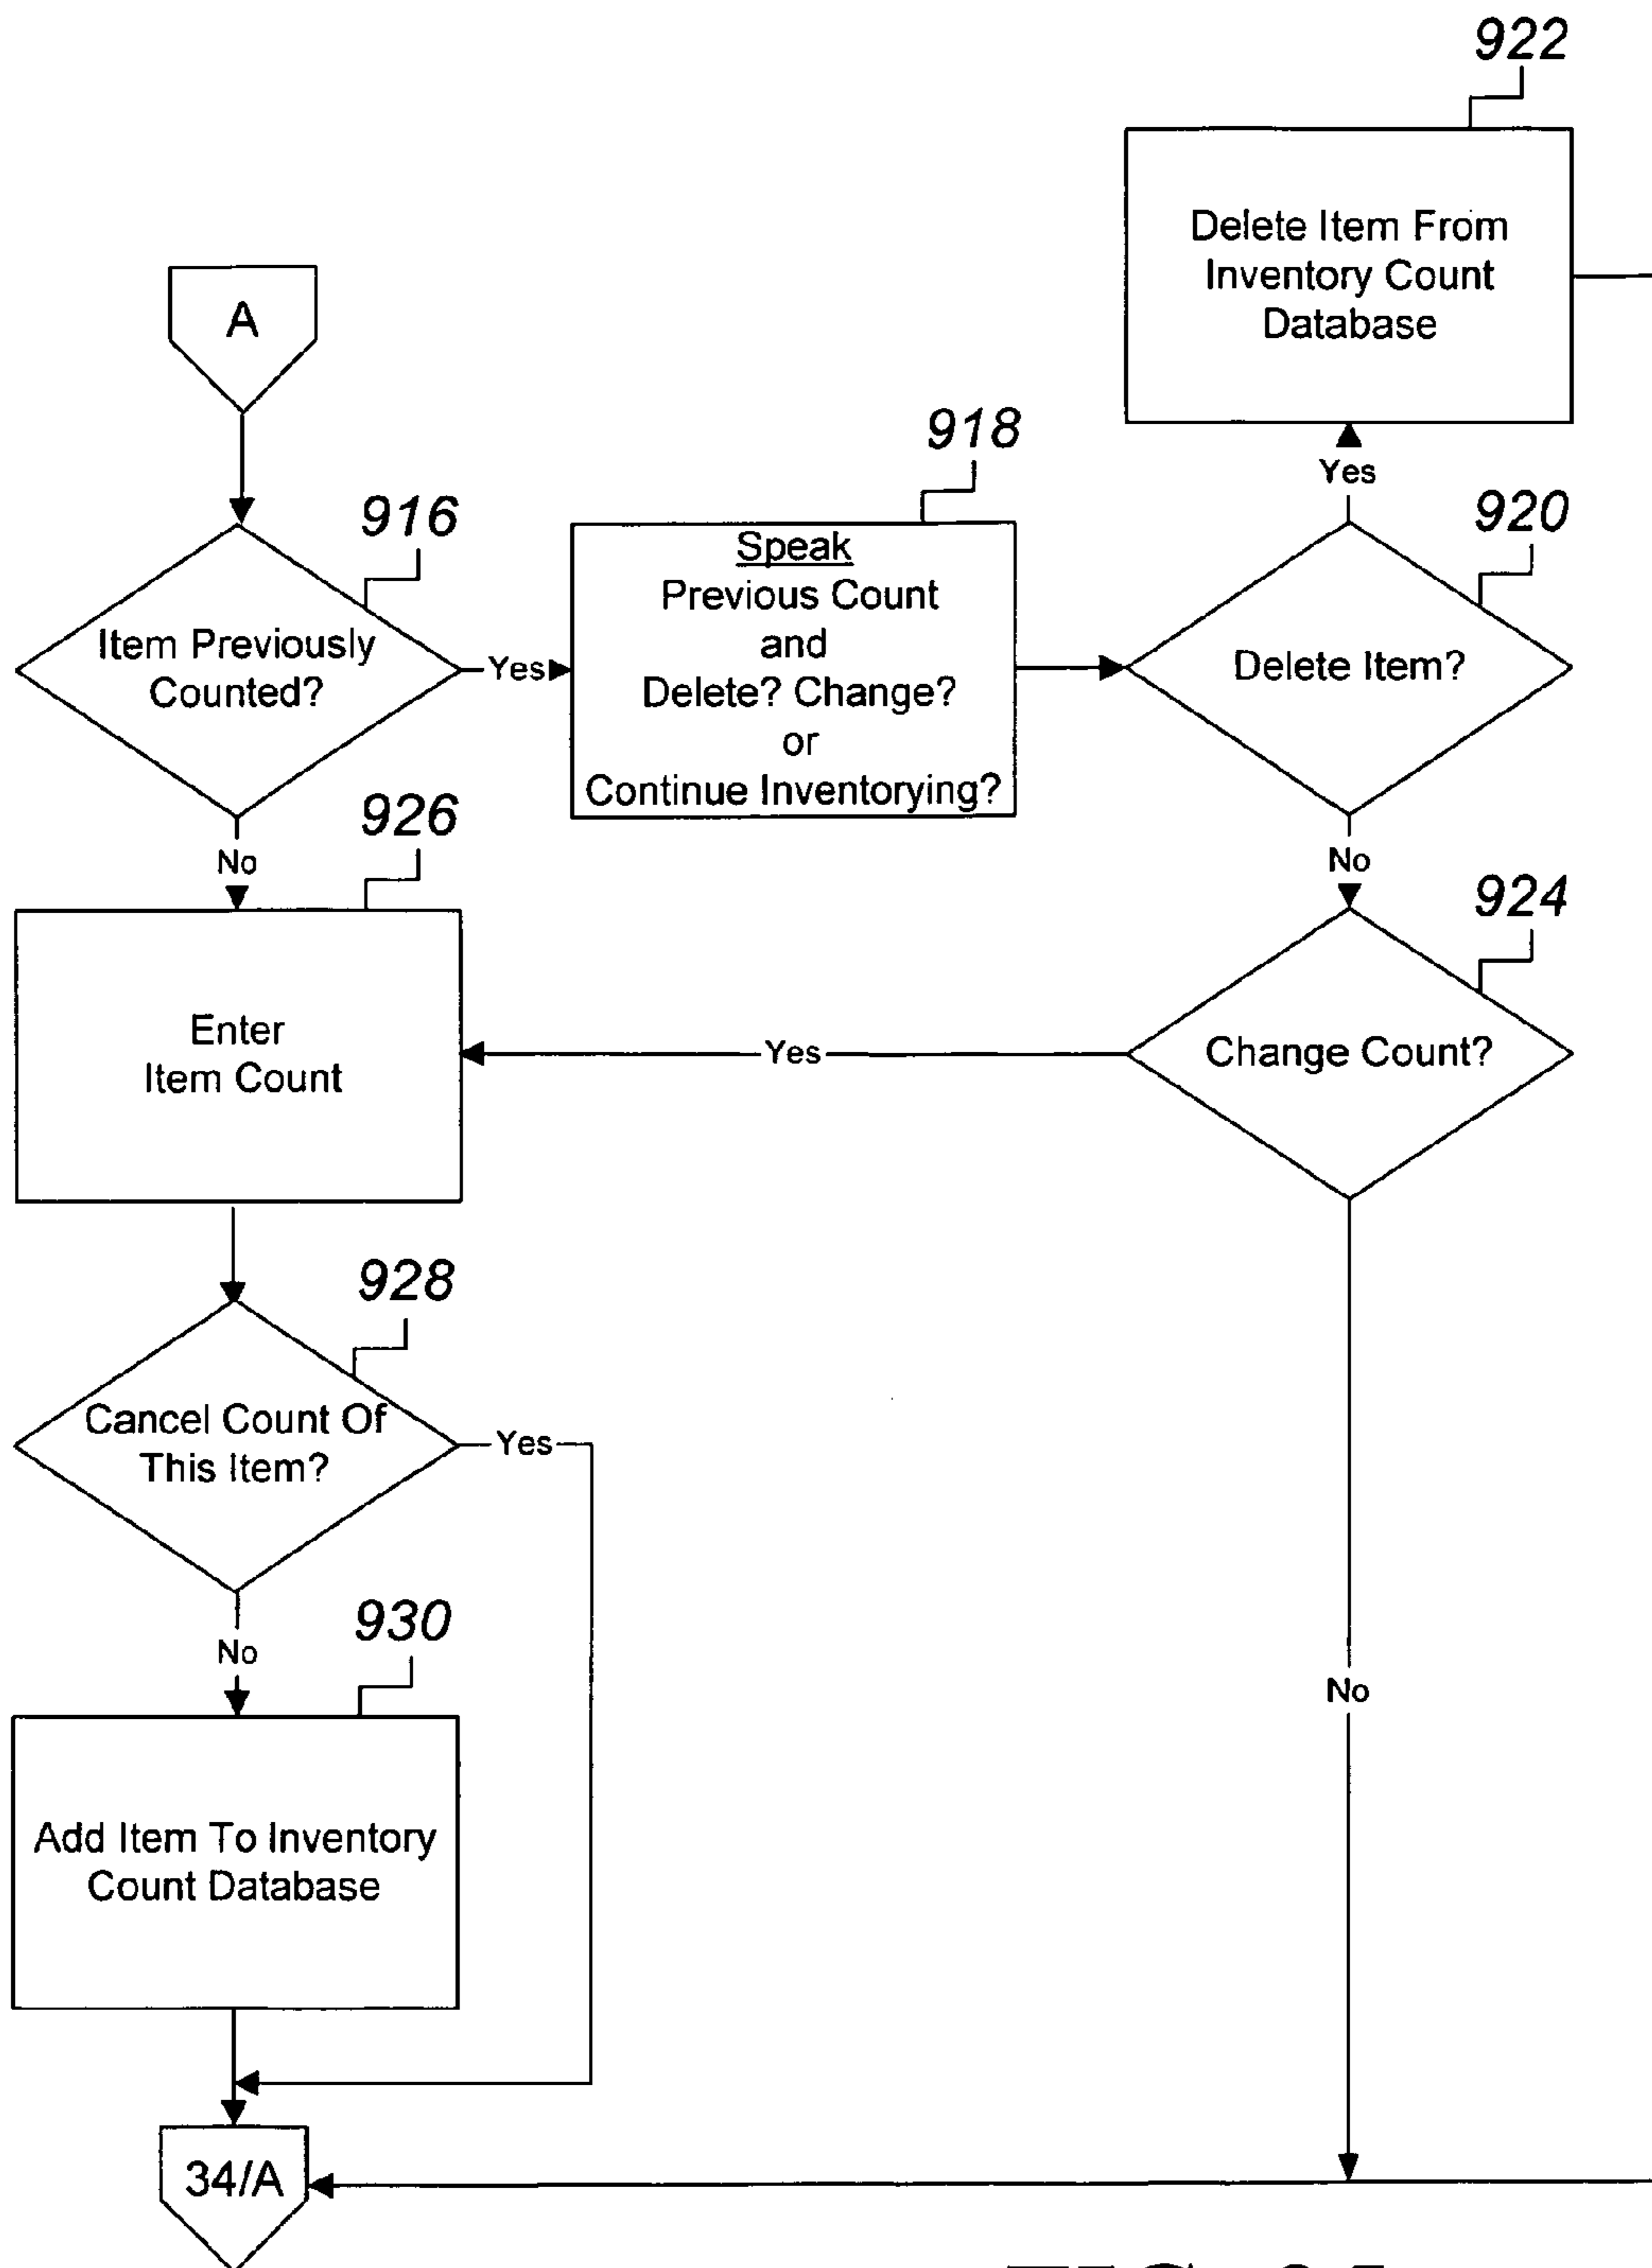 922
Delete Item From
Inventory Count
Database
A
918
Yes
916
920
Speak
Previous Count
and
Delete? Change?
or
Continue Inventorying?
Item Previously
Counted?
Yes
Delete Item?
926
No
No
924
Enter
Item Count
Yes
Change Count?
928
Cancel Count Of
This Item?
Yes
930
No
No
Add Item To Inventory
Count Database
34/A